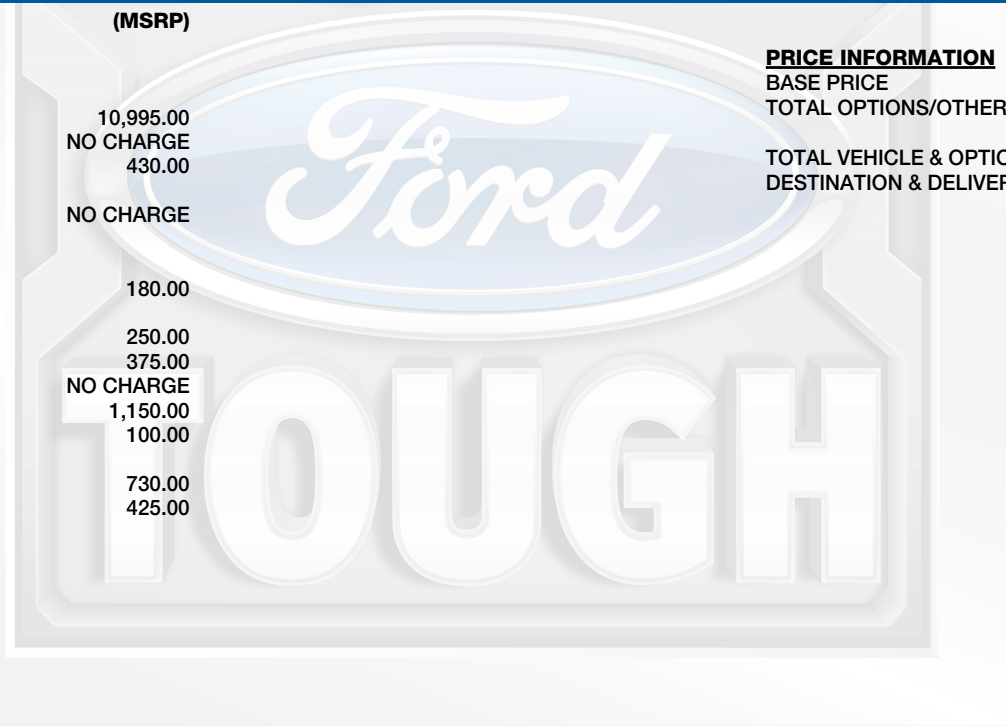 (MSRP)
10,995.00
NO CHARGE
430.00
NO CHARGE
180.00
250.00
375.00
NO CHARGE
1,150.00
100.00
730.00
425.00
PRICE INFORMATION
BASE PRICE
TOTAL OPTIONS/OTHER
TOTAL VEHICLE & OPTIO
DESTINATION & DELIVER
Ford
TOUGH